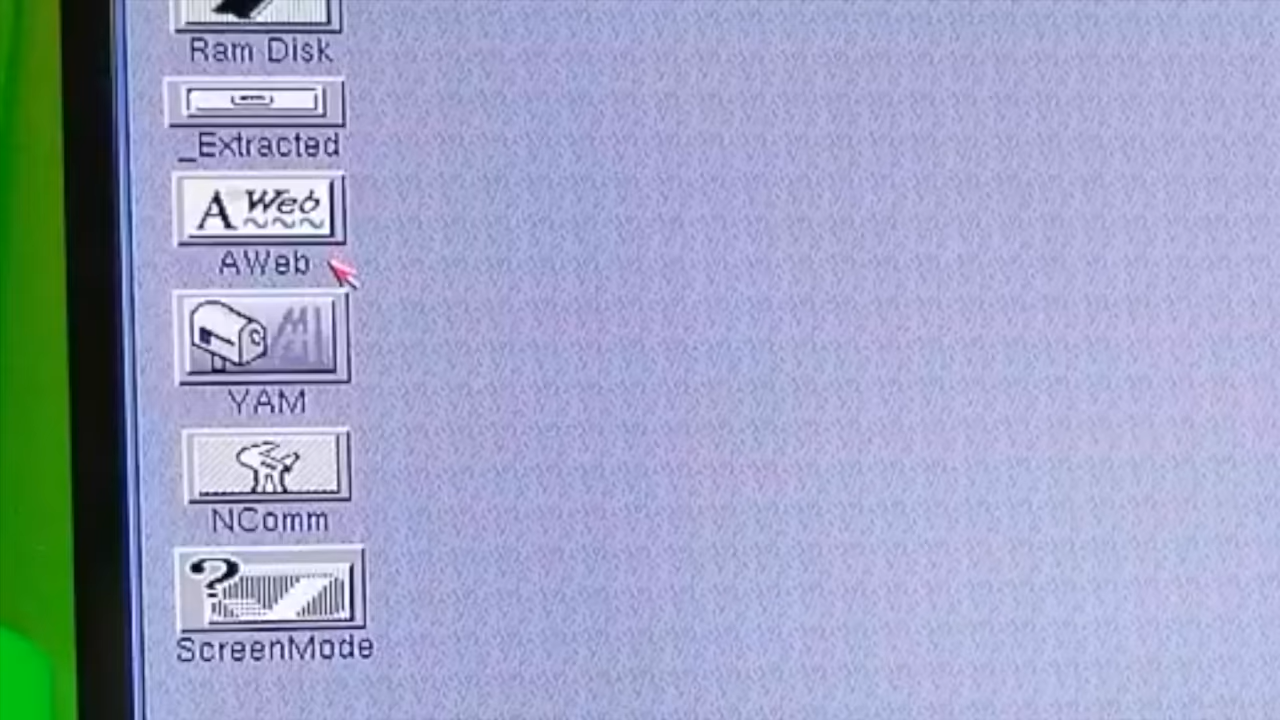 Ram Disk
_Extracted
A Web
AWeb
YAM
NComm
?
ScreenMode